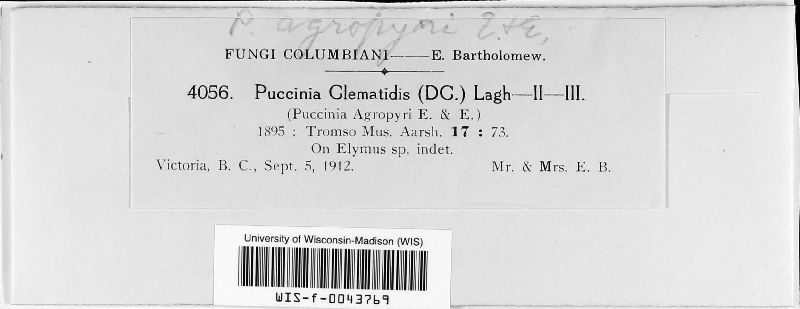 P. agropyri E. & E.
FUNGI COLUMBIANI——E. Bartholomew.
4056. Puccinia Clematidis (DC.) Lagh—II—III.
(Puccinia Agropyri E. & E.)
1895 : Tromso Mus. Aarsh. 17 : 73.
On Elymus sp. indet.
Victoria, B. C., Sept. 5, 1912. Mr. & Mrs. E. B.
University of Wisconsin-Madison (WIS)
WIS-f-0043769